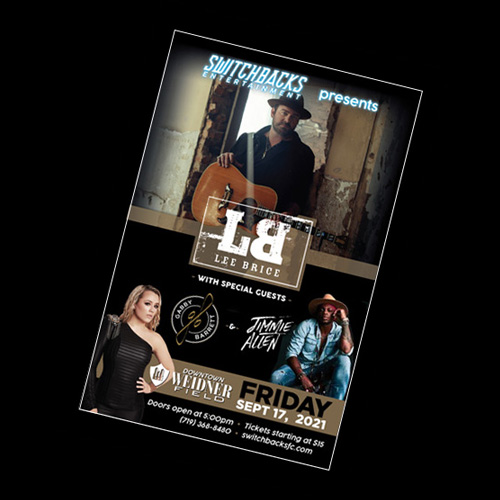 SWITCHBACKS
ENTERTAINMENT
presents
LB
LEE BRICE
- WITH SPECIAL GUESTS -
GABBY
BARRETT
&
JIMMIE
ALLEN
DOWNTOWN
WEIDNER
FIELD
FRIDAY
SEPT 17, 2021
Doors open at 5:00pm · Tickets starting at $15
(719) 368-8480 · switchbacksfc.com